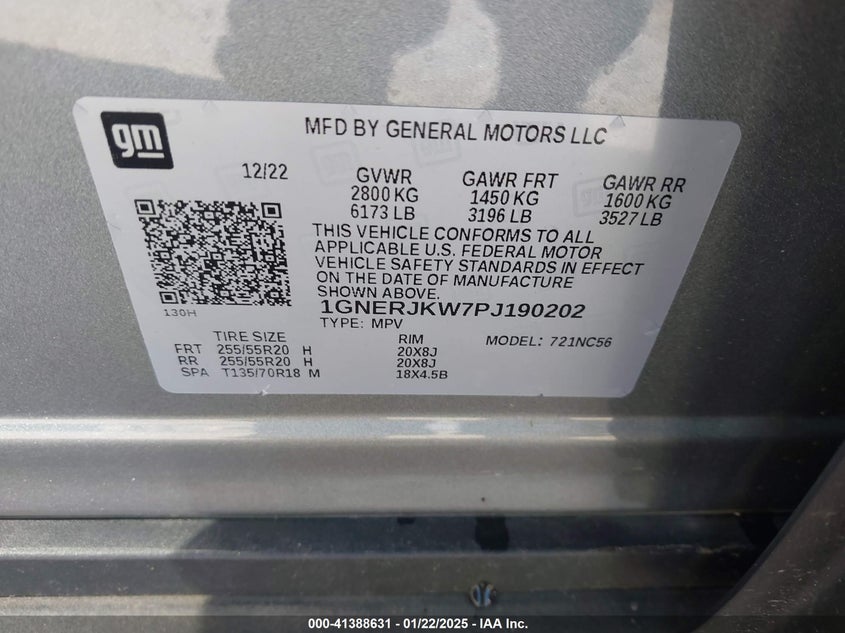 gm
MFD BY GENERAL MOTORS LLC
12/22
GVWR
2800 KG
6173 LB
GAWR FRT
1450 KG
3196 LB
GAWR RR
1600 KG
3527 LB
THIS VEHICLE CONFORMS TO ALL
APPLICABLE U.S. FEDERAL MOTOR
VEHICLE SAFETY STANDARDS IN EFFECT
ON THE DATE OF MANUFACTURE
SHOWN ABOVE.
130H
1GNERJKW7PJ190202
TYPE: MPV
TIRE SIZE RIM MODEL: 721NC56
FRT 255/55R20 H 20X8J
RR 255/55R20 H 20X8J
SPA T135/70R18 M 18X4.5B
000-41388631 - 01/22/2025 - IAA Inc.